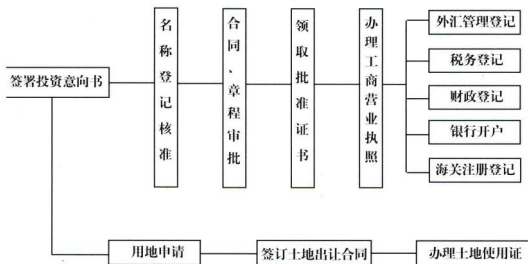 签署投资意向书
名称登记核准
合同、章程审批
领取批准证书
办理工商营业执照
外汇管理登记
税务登记
财政登记
银行开户
海关注册登记
用地申请
签订土地出让合同
办理土地使用证